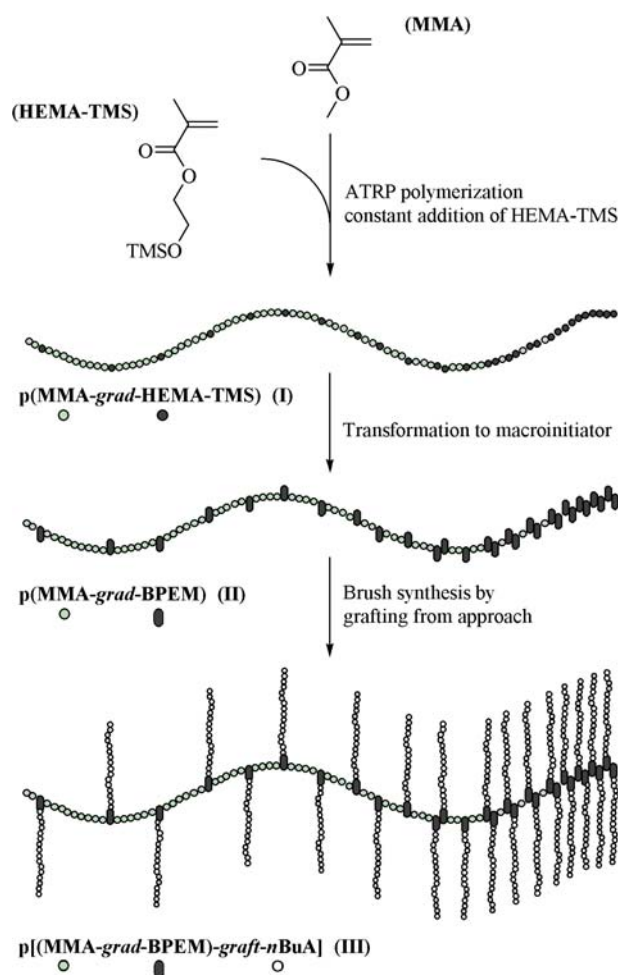 (MMA)
O
O
(HEMA-TMS)
O
O
TMSO
ATRP polymerization
constant addition of HEMA-TMS
p(MMA-grad-HEMA-TMS) (I)
Transformation to macroinitiator
p(MMA-grad-BPEM) (II)
Brush synthesis by
grafting from approach
p[(MMA-grad-BPEM)-graft-nBuA] (III)